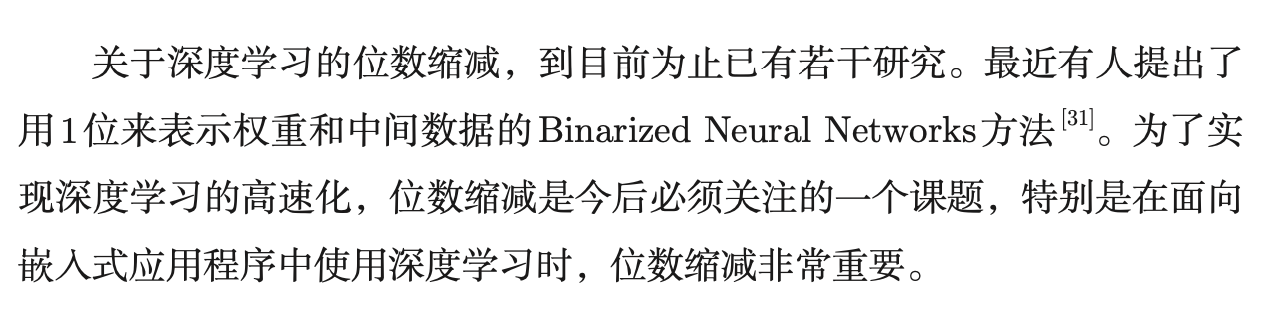 关于深度学习的位数缩减，到目前为止已有若干研究。最近有人提出了
用1位来表示权重和中间数据的Binarized Neural Networks方法[31]。为了实
现深度学习的高速化，位数缩减是今后必须关注的一个课题，特别是在面向
嵌入式应用程序中使用深度学习时，位数缩减非常重要。